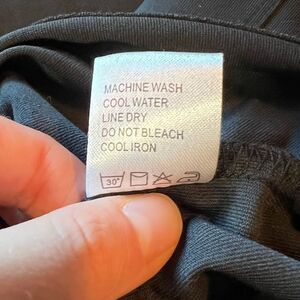 MACHINE WASH
COOL WATER
LINE DRY
DO NOT BLEACH
COOL IRON
30°